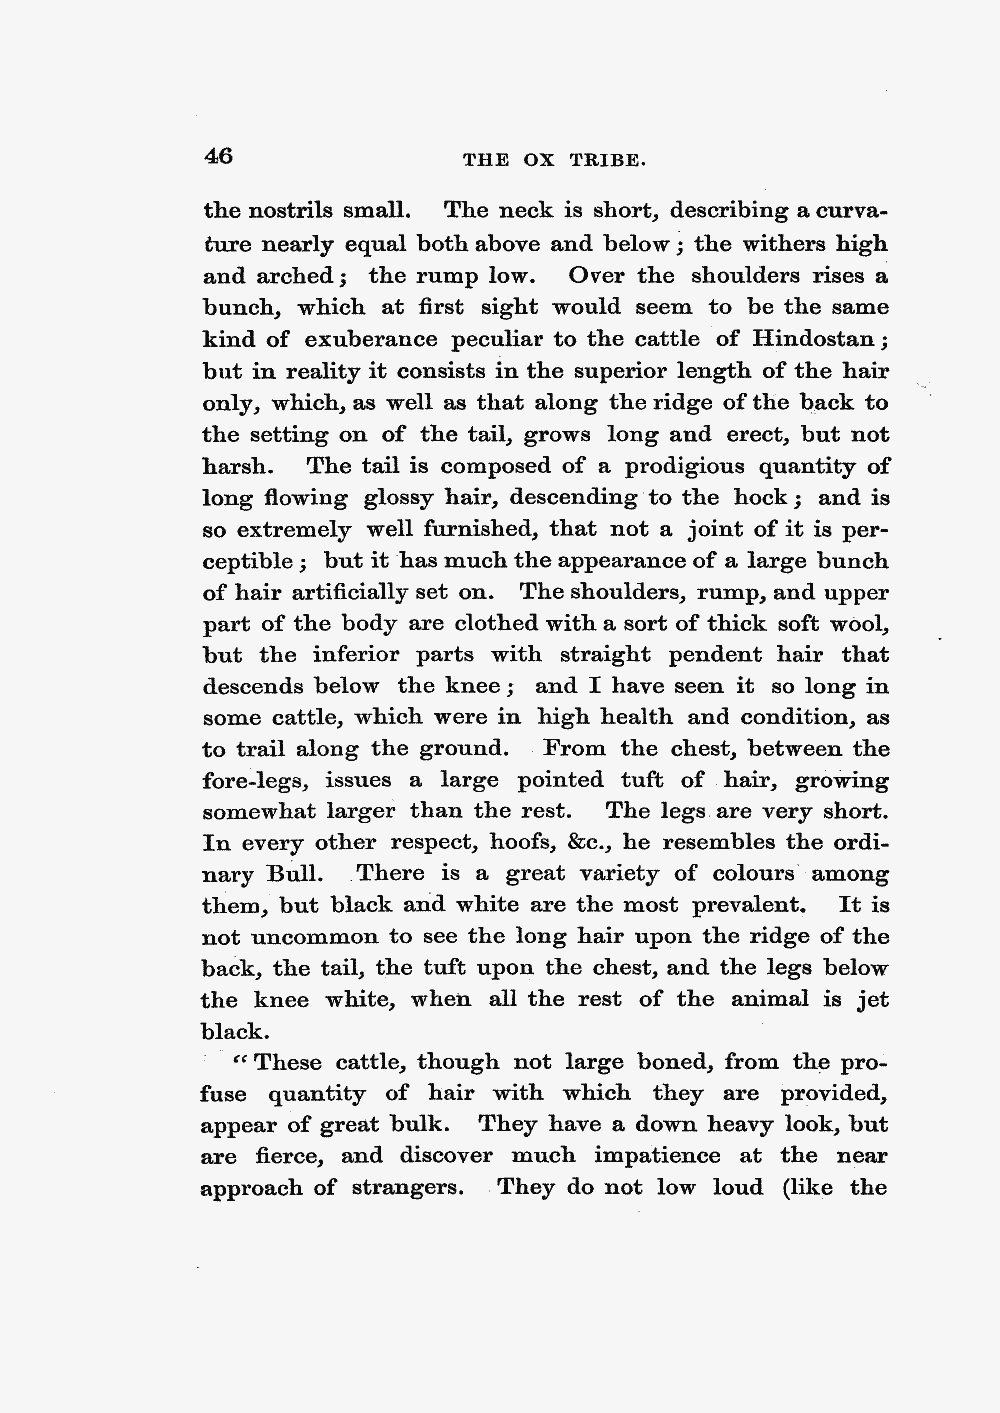 46
THE OX TRIBE.
the nostrils small. The neck is short, describing a curva-
ture nearly equal both above and below ; the withers high
and arched ; the rump low. Over the shoulders rises a
bunch, which at first sight would seem to be the same
kind of exuberance peculiar to the cattle of Hindostan ;
but in reality it consists in the superior length of the hair
only, which, as well as that along the ridge of the back to
the setting on of the tail, grows long and erect, but not
harsh. The tail is composed of a prodigious quantity of
long flowing glossy hair, descending to the hock ; and is
so extremely well furnished, that not a joint of it is per-
ceptible ; but it has much the appearance of a large bunch
of hair artificially set on. The shoulders, rump, and upper
part of the body are clothed with a sort of thick soft wool,
but the inferior parts with straight pendent hair that
descends below the knee ; and I have seen it so long in
some cattle, which were in high health and condition, as
to trail along the ground. From the chest, between the
fore-legs, issues a large pointed tuft of hair, growing
somewhat larger than the rest. The legs are very short.
In every other respect, hoofs, &c., he resembles the ordi-
nary Bull. There is a great variety of colours among
them, but black and white are the most prevalent. It is
not uncommon to see the long hair upon the ridge of the
back, the tail, the tuft upon the chest, and the legs below
the knee white, when all the rest of the animal is jet
black.
“ These cattle, though not large boned, from the pro-
fuse quantity of hair with which they are provided,
appear of great bulk. They have a down heavy look, but
are fierce, and discover much impatience at the near
approach of strangers. They do not low loud (like the